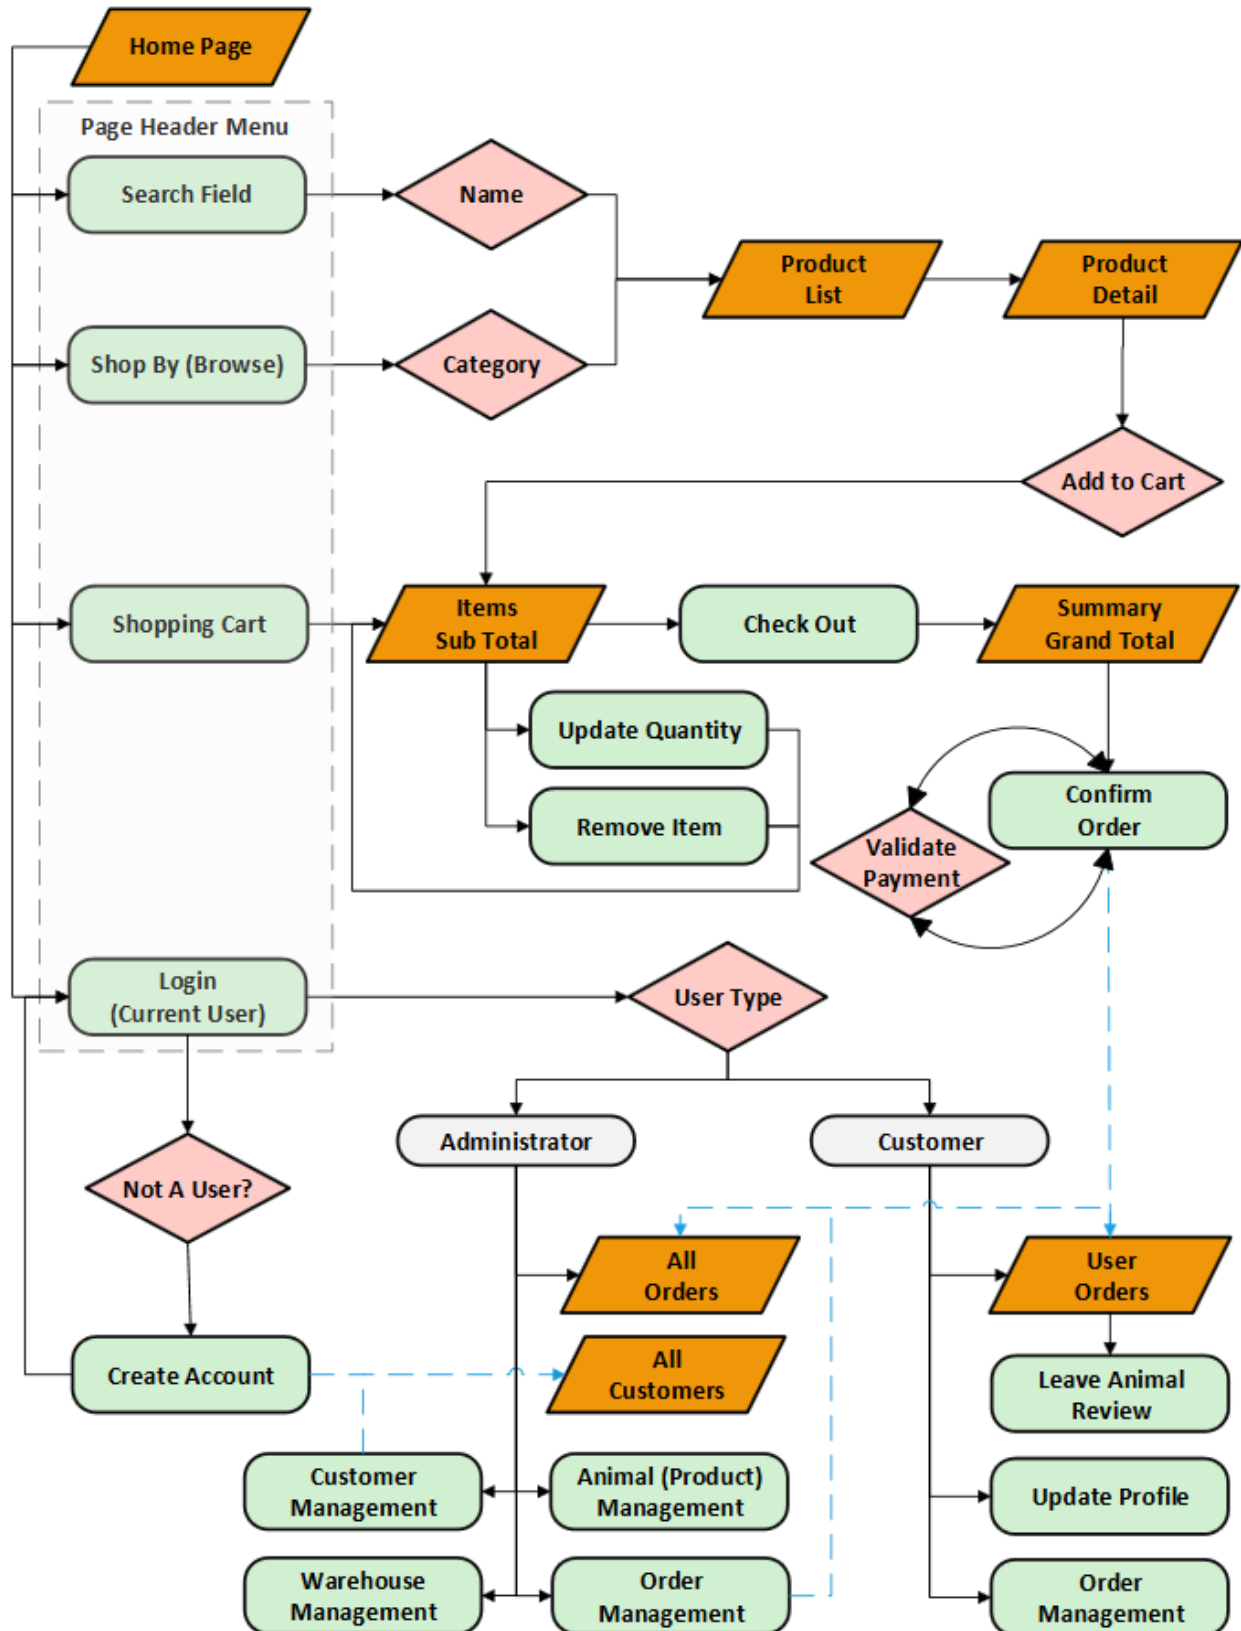 Home Page
Page Header Menu
Search Field
Name
Product
List
Product
Detail
Shop By (Browse)
Category
Add to Cart
Shopping Cart
Items
Sub Total
Check Out
Summary
Grand Total
Update Quantity
Remove Item
Confirm
Order
Validate
Payment
Login
(Current User)
User Type
Administrator
Customer
Not A User?
All
Orders
User
Orders
Create Account
All
Customers
Leave Animal
Review
Customer
Management
Animal (Product)
Management
Update Profile
Warehouse
Management
Order
Management
Order
Management